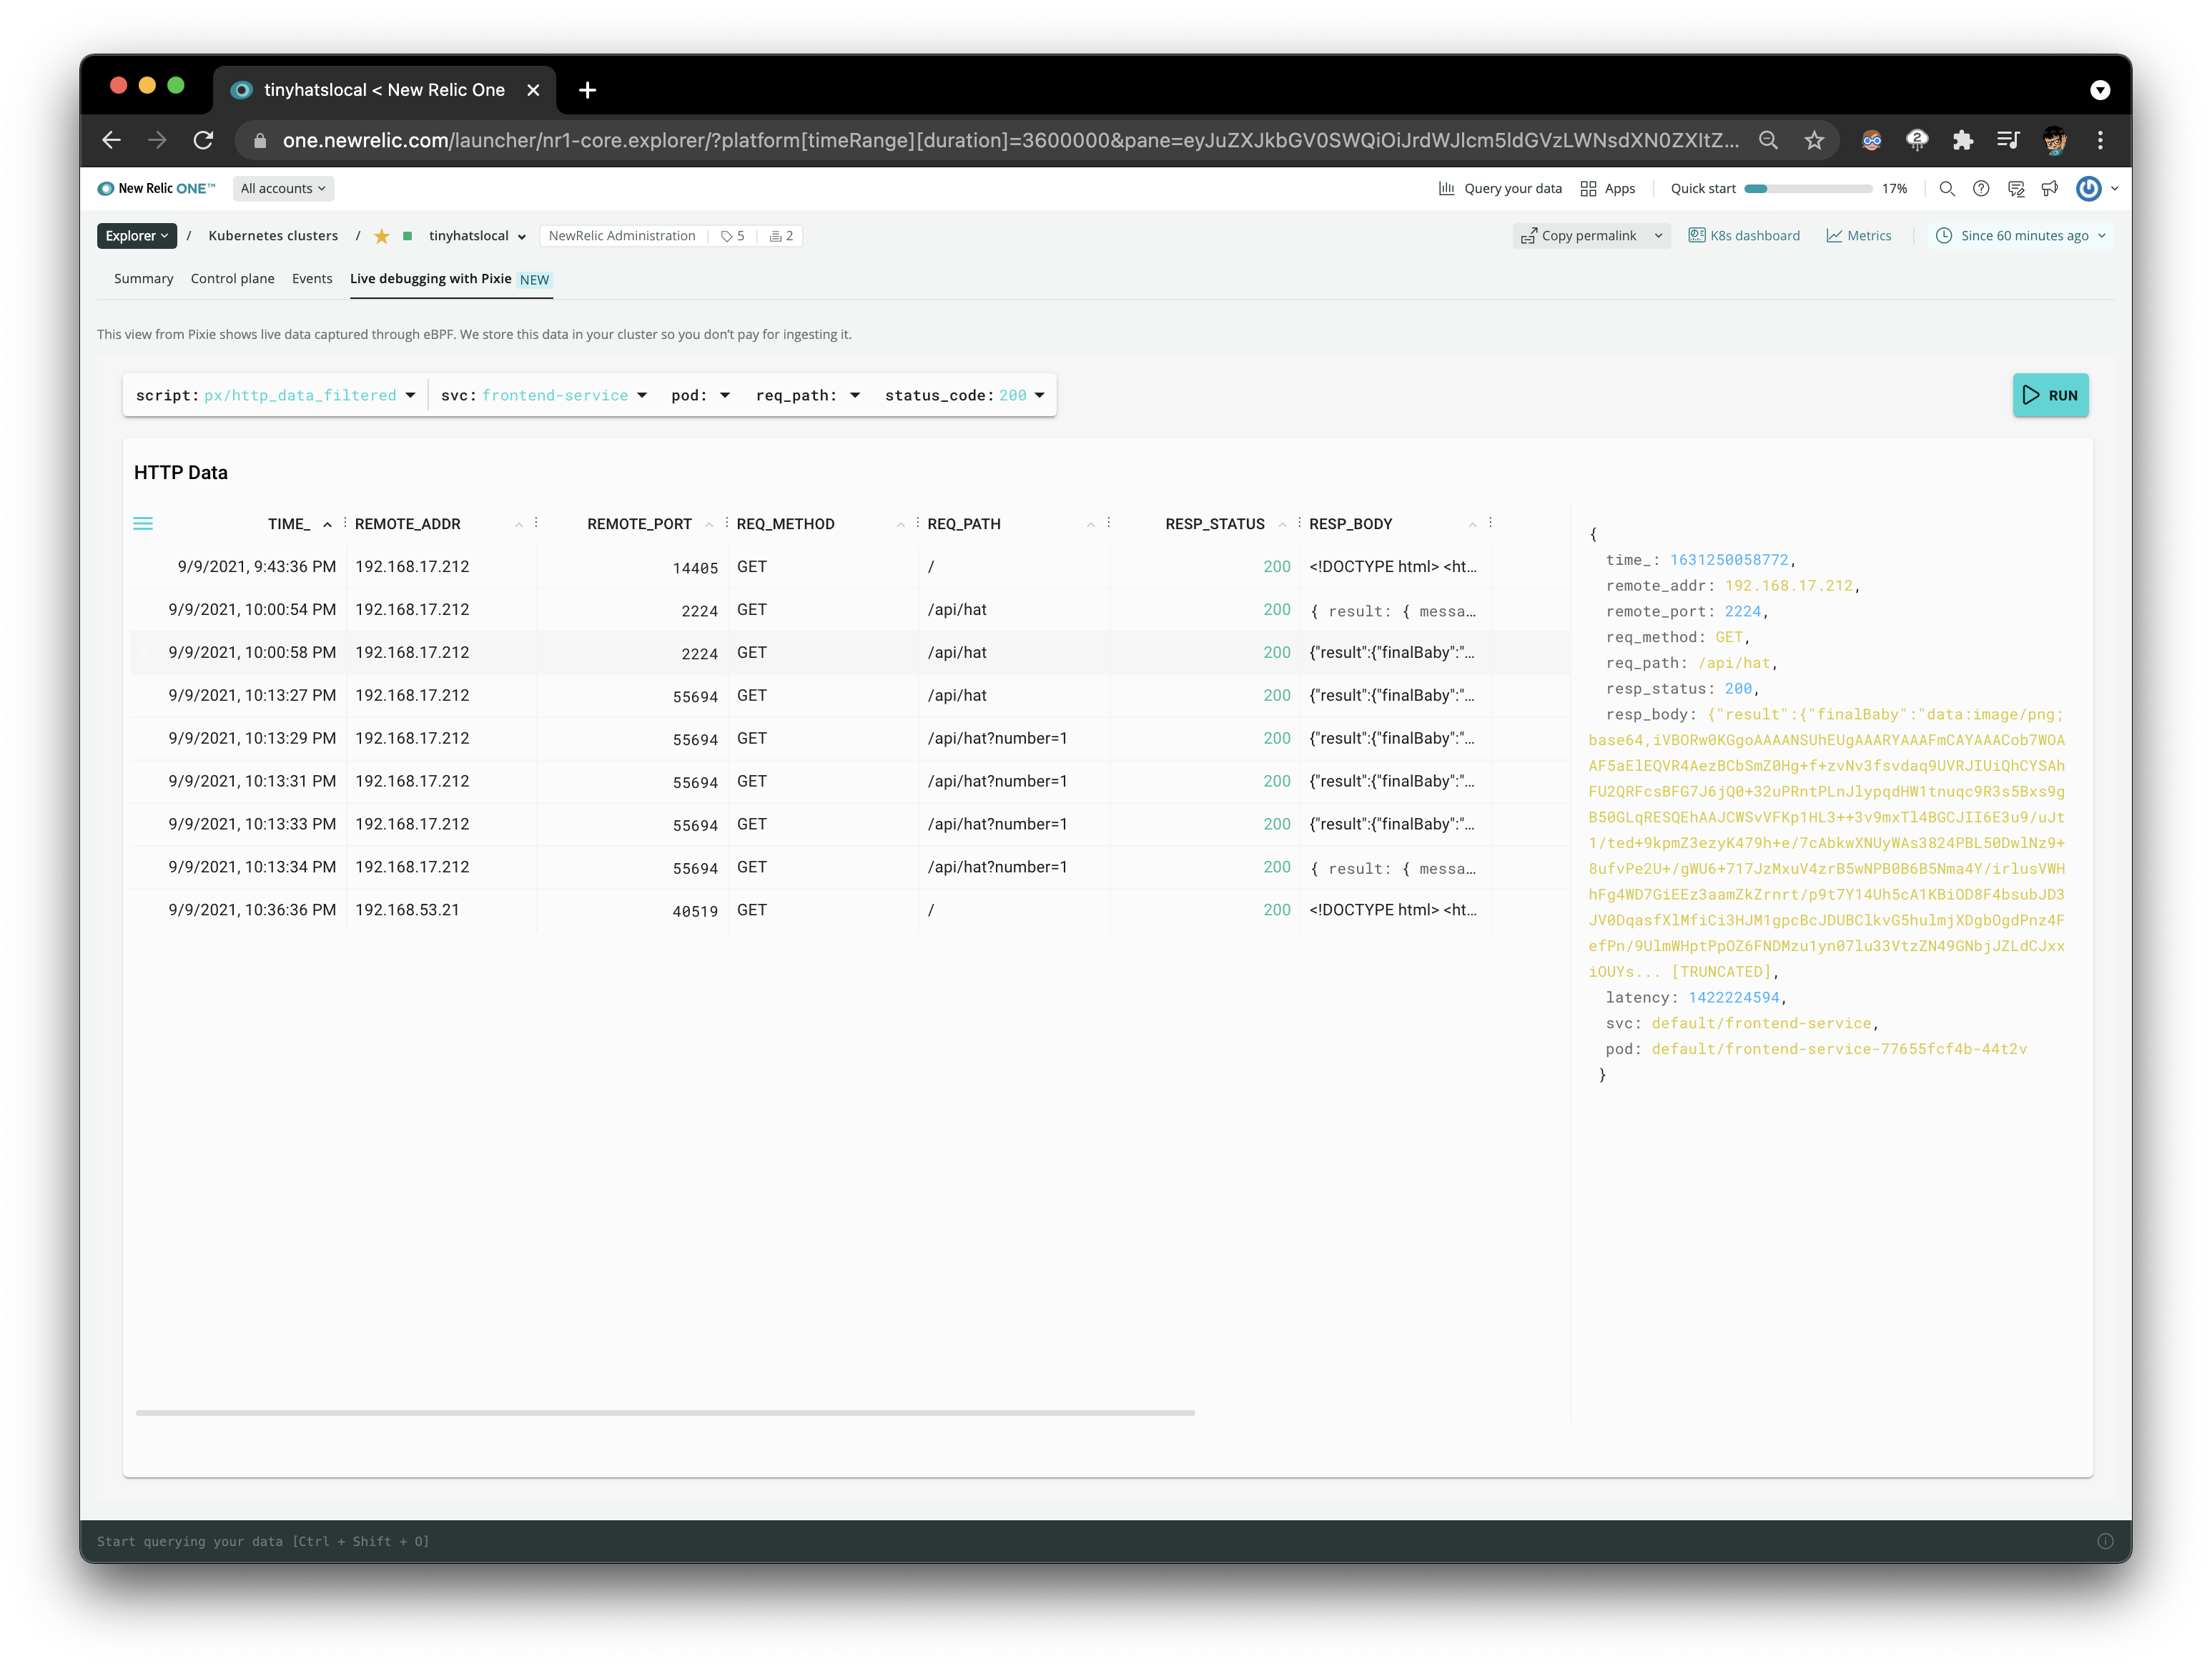 tinyhatslocal < New Relic One
one.newrelic.com/launcher/nr1-core.explorer/?platform[timeRange][duration]=3600000&pane=eyJuZXJkbGV0SWQiOiJrdWJlcm5ldGVzLWNsdXN0ZXItZ...
New Relic ONE™ All accounts Query your data Apps Quick start 17%
Explorer / Kubernetes clusters / tinyhatslocal NewRelic Administration 5 2 Copy permalink K8s dashboard Metrics Since 60 minutes ago
Summary Control plane Events Live debugging with Pixie NEW
This view from Pixie shows live data captured through eBPF. We store this data in your cluster so you don't pay for ingesting it.
script: px/http_data_filtered svc: frontend-service pod: req_path: status_code: 200 RUN
HTTP Data
TIME_ REMOTE_ADDR REMOTE_PORT REQ_METHOD REQ_PATH RESP_STATUS RESP_BODY
9/9/2021, 9:43:36 PM 192.168.17.212 14405 GET / 200 <!DOCTYPE html> <ht...
9/9/2021, 10:00:54 PM 192.168.17.212 2224 GET /api/hat 200 { result: { messa...
9/9/2021, 10:00:58 PM 192.168.17.212 2224 GET /api/hat 200 {"result":{"finalBaby":"...
9/9/2021, 10:13:27 PM 192.168.17.212 55694 GET /api/hat 200 {"result":{"finalBaby":"...
9/9/2021, 10:13:29 PM 192.168.17.212 55694 GET /api/hat?number=1 200 {"result":{"finalBaby":"...
9/9/2021, 10:13:31 PM 192.168.17.212 55694 GET /api/hat?number=1 200 {"result":{"finalBaby":"...
9/9/2021, 10:13:33 PM 192.168.17.212 55694 GET /api/hat?number=1 200 {"result":{"finalBaby":"...
9/9/2021, 10:13:34 PM 192.168.17.212 55694 GET /api/hat?number=1 200 { result: { messa...
9/9/2021, 10:36:36 PM 192.168.53.21 40519 GET / 200 <!DOCTYPE html> <ht...
{
time_: 1631250058772,
remote_addr: 192.168.17.212,
remote_port: 2224,
req_method: GET,
req_path: /api/hat,
resp_status: 200,
resp_body: {"result":{"finalBaby":"data:image/png;
base64,iVBORw0KGgoAAAANSUhEUgAAARYAAAFmCAYAAACob7WOA
AF5aElEQVR4AezBCbSmZ0Hg+f+zvNv3fsvdaq9UVRJIUiQhCYSAh
FU2QRFcsBFG7J6jQ0+32uPRntPLnJlypqdHW1tnuqc9R3s5Bxs9g
B50GLqRESQEhAAJCWSvVFKp1HL3++3v9mxTl4BGCJII6E3u9/uJt
1/ted+9kpmZ3ezyK479h+e/7cAbkwXNUyWAs3824PBL50DwlNz9+
8ufvPe2U+/gWU6+717JzMxuV4zrB5wNPB0B6B5Nma4Y/irlusVWH
hFg4WD7GiEEz3aamZkZrnrt/p9t7Y14Uh5cA1KBiOD8F4bsubJD3
JV0DqasfXlMfiCi3HJM1gpcBcJDUBClkvG5hulmjXDgbOgdPnz4F
efPn/9UlmWHptPpOZ6FNDMzu1yn07lu33VtzZN49GNbjJZLdCJxx
iOUYs... [TRUNCATED],
latency: 1422224594,
svc: default/frontend-service,
pod: default/frontend-service-77655fcf4b-44t2v
}
Start querying your data [Ctrl + Shift + O]